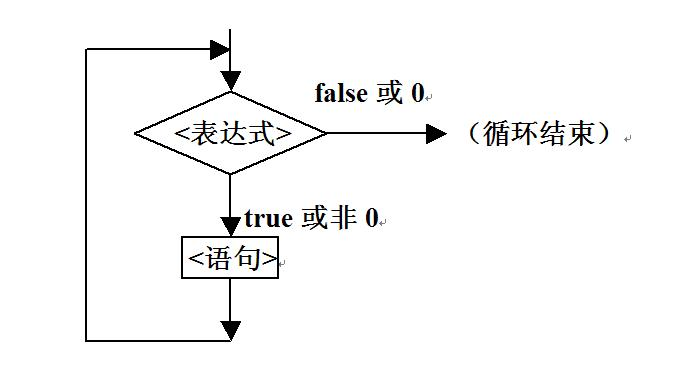 false 或 0
<表达式>
（循环结束）
true 或非 0
<语句>